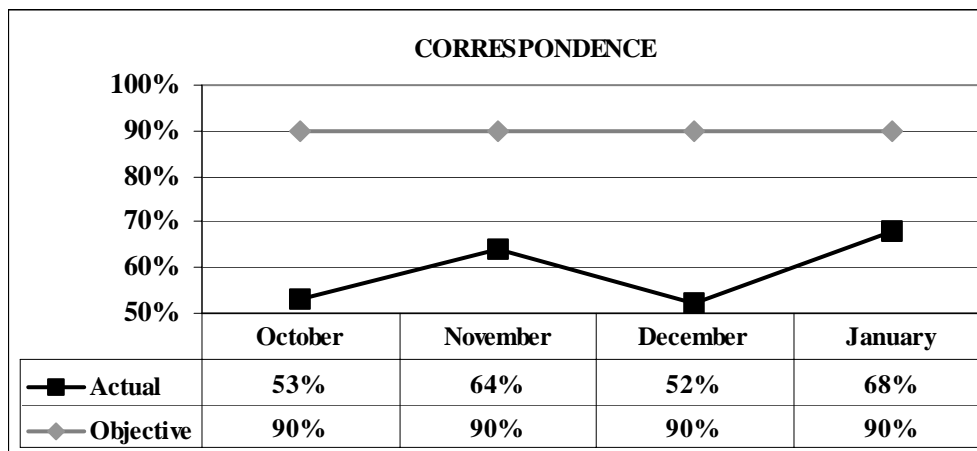 CORRESPONDENCE
100%
90%
80%
70%
60%
50%
October November December January
Actual 53% 64% 52% 68%
Objective 90% 90% 90% 90%